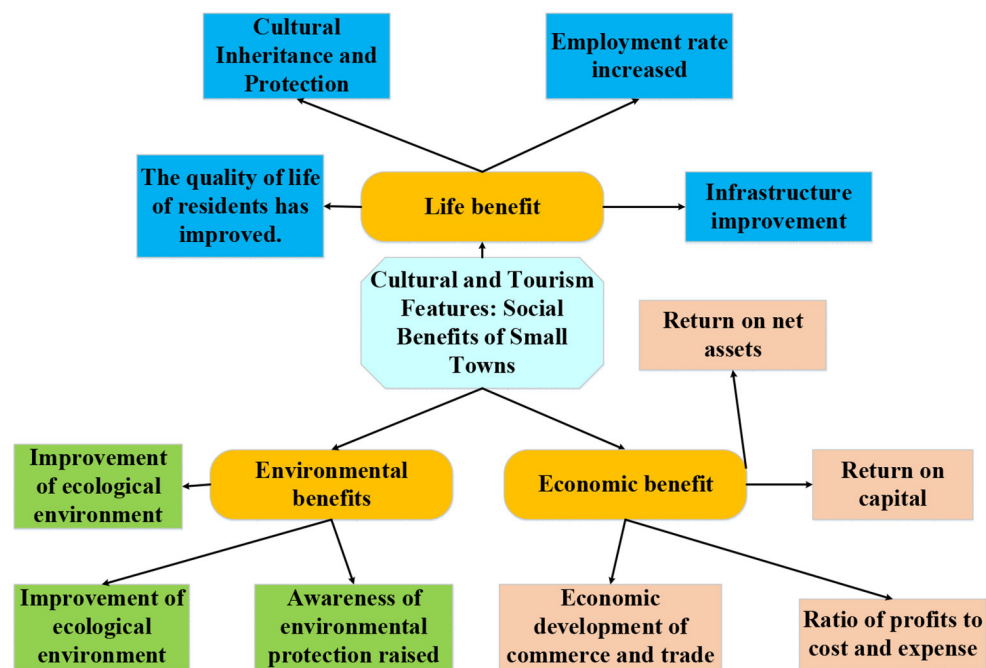 Cultural
Inheritance and
Protection
Employment rate
increased
The quality of life
of residents has
improved.
Life benefit
Infrastructure
improvement
Cultural and Tourism
Features: Social
Benefits of Small
Towns
Return on net
assets
Improvement
of ecological
environment
Environmental
benefits
Economic benefit
Return on
capital
Improvement of
ecological
environment
Awareness of
environmental
protection raised
Economic
development of
commerce and trade
Ratio of profits to
cost and expense